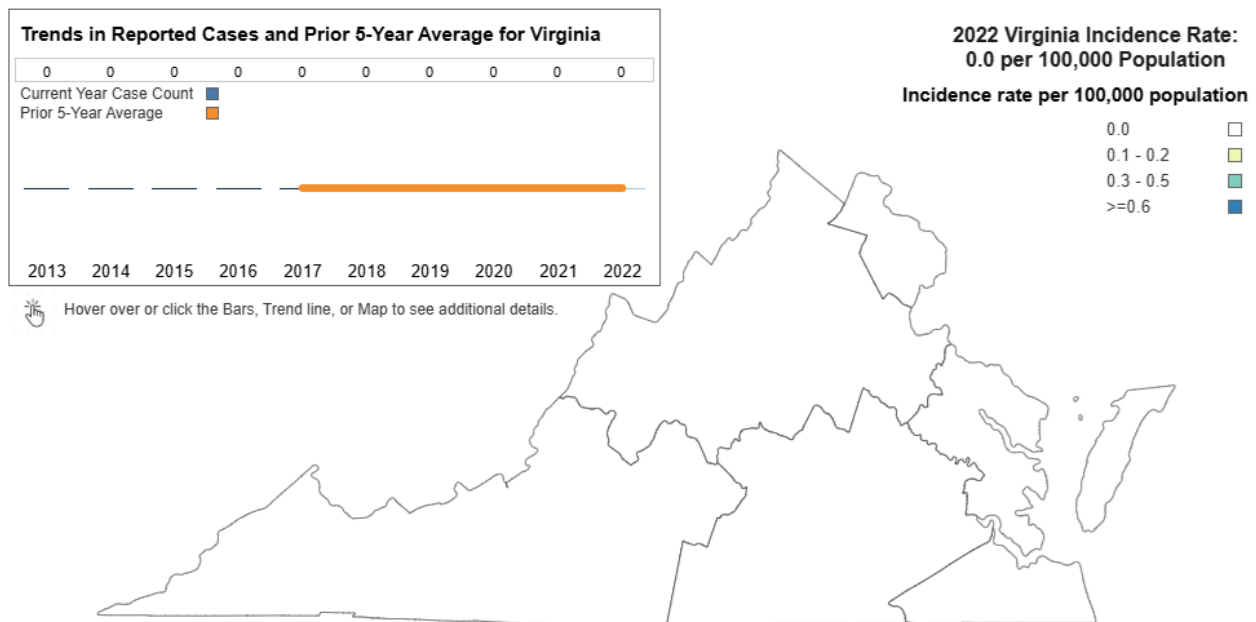 Trends in Reported Cases and Prior 5-Year Average for Virginia
0 0 0 0 0 0 0 0 0 0
Current Year Case Count
Prior 5-Year Average
2013 2014 2015 2016 2017 2018 2019 2020 2021 2022
Hover over or click the Bars, Trend line, or Map to see additional details.
2022 Virginia Incidence Rate:
0.0 per 100,000 Population
Incidence rate per 100,000 population
0.0
0.1 - 0.2
0.3 - 0.5
>=0.6